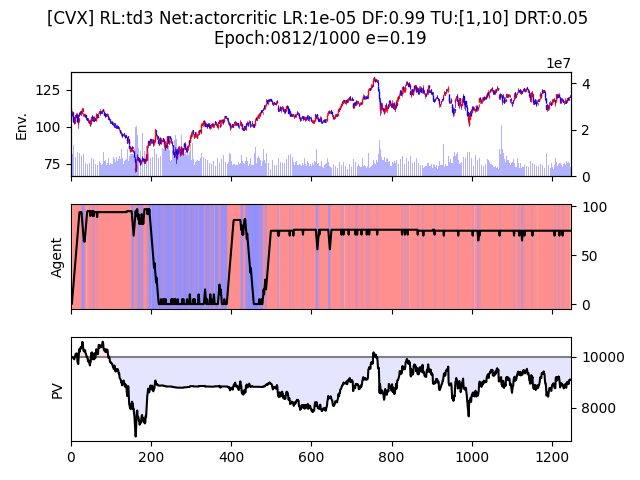 [CVX] RL:td3 Net:actorcritic LR:1e-05 DF:0.99 TU:[1,10] DRT:0.05
Epoch:0812/1000 e=0.19
1e7
Env.
125
100
75
4
2
0
Agent
100
50
0
PV
10000
8000
0 200 400 600 800 1000 1200